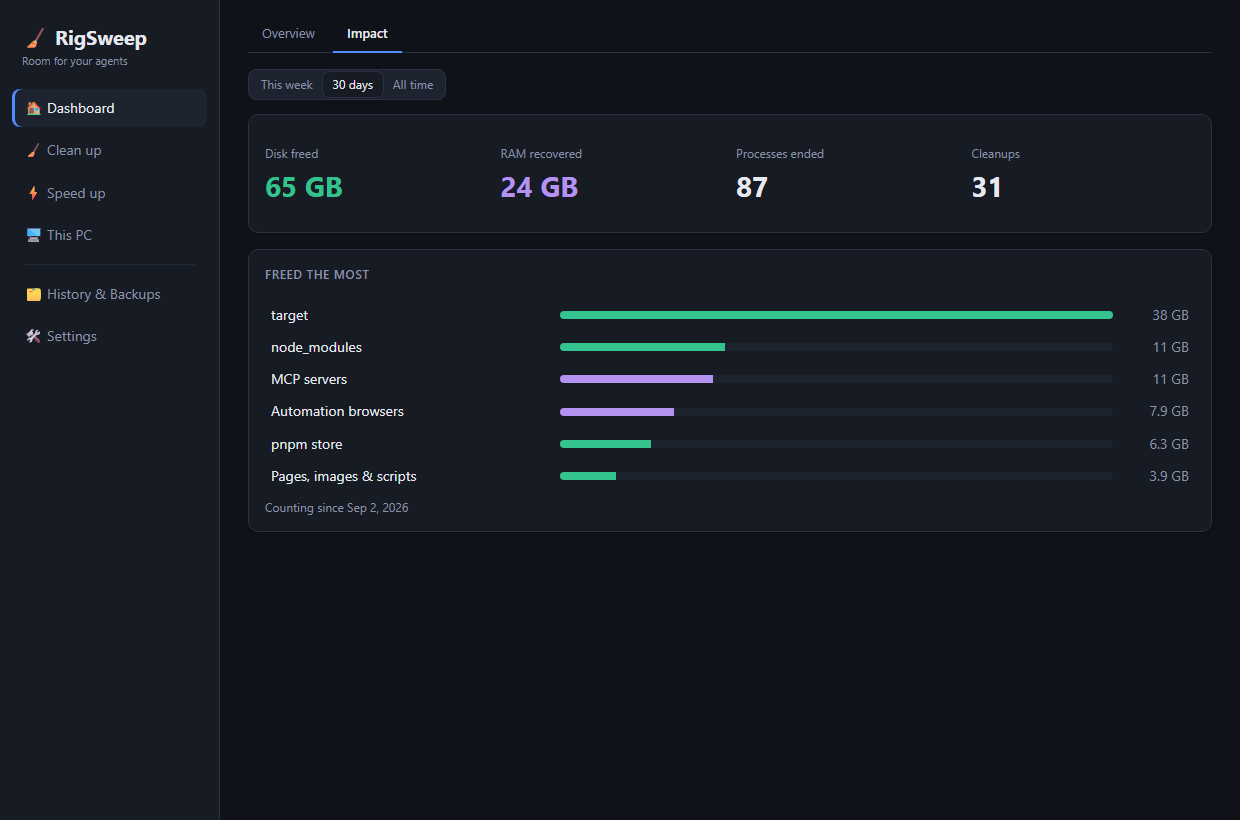 RigSweep
Room for your agents
Dashboard
Clean up
Speed up
This PC
History & Backups
Settings
Overview Impact
This week 30 days All time
Disk freed RAM recovered Processes ended Cleanups
65 GB 24 GB 87 31
FREED THE MOST
target 38 GB
node_modules 11 GB
MCP servers 11 GB
Automation browsers 7.9 GB
pnpm store 6.3 GB
Pages, images & scripts 3.9 GB
Counting since Sep 2, 2026